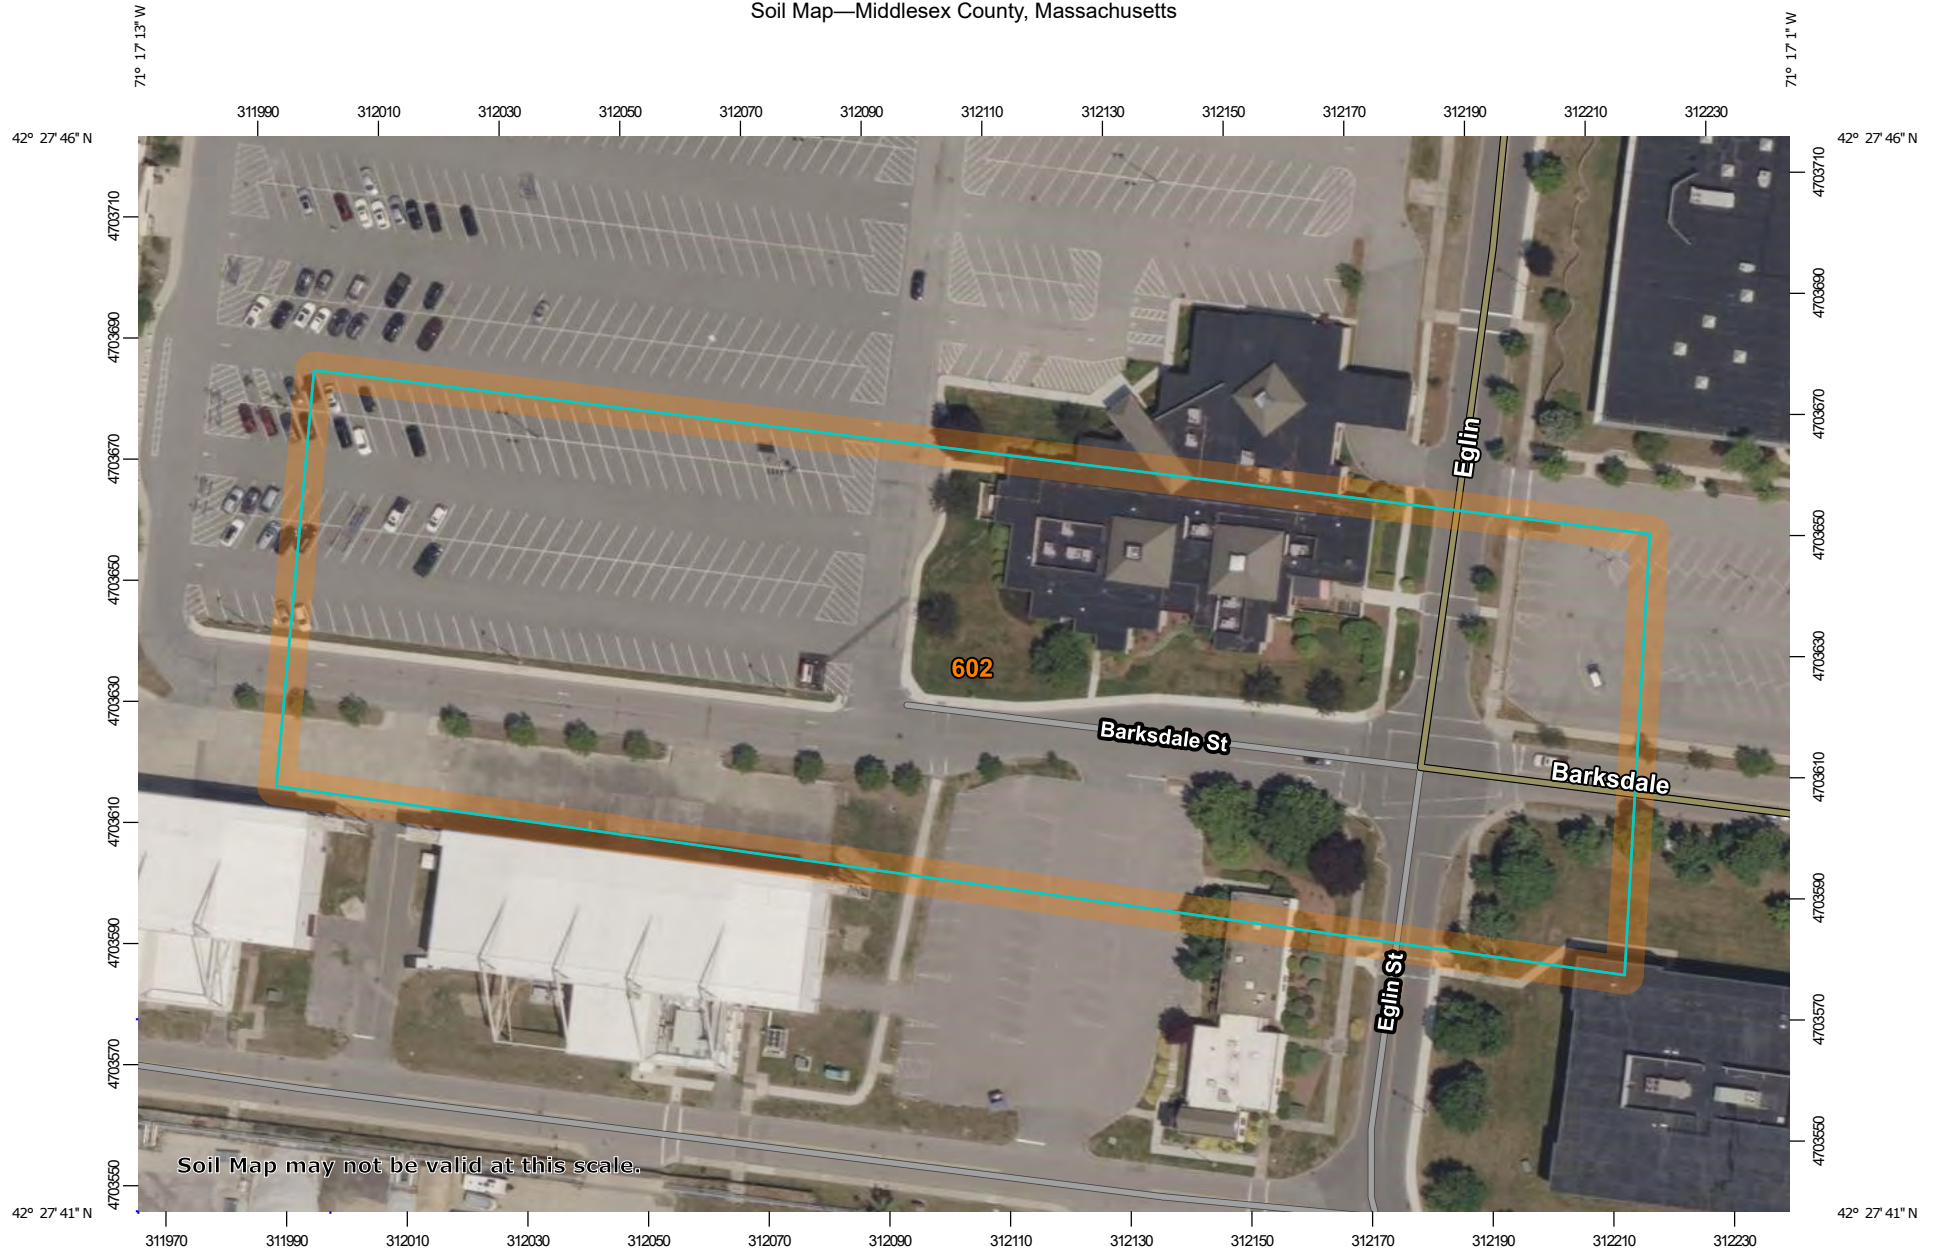 Soil Map—Middlesex County, Massachusetts
71° 17' 13'' W
71° 17' 1'' W
311990 312010 312030 312050 312070 312090 312110 312130 312150 312170 312190 312210 312230
42° 27' 46'' N
42° 27' 46'' N
4703710
4703710
4703690
4703690
4703670
4703670
Eglin
4703650
4703650
4703630
602
4703630
Barksdale St
Barksdale
4703610
4703610
4703590
4703590
Eglin St
4703570
4703570
4703550
4703550
Soil Map may not be valid at this scale.
42° 27' 41'' N
42° 27' 41'' N
311970 311990 312010 312030 312050 312070 312090 312110 312130 312150 312170 312190 312210 312230